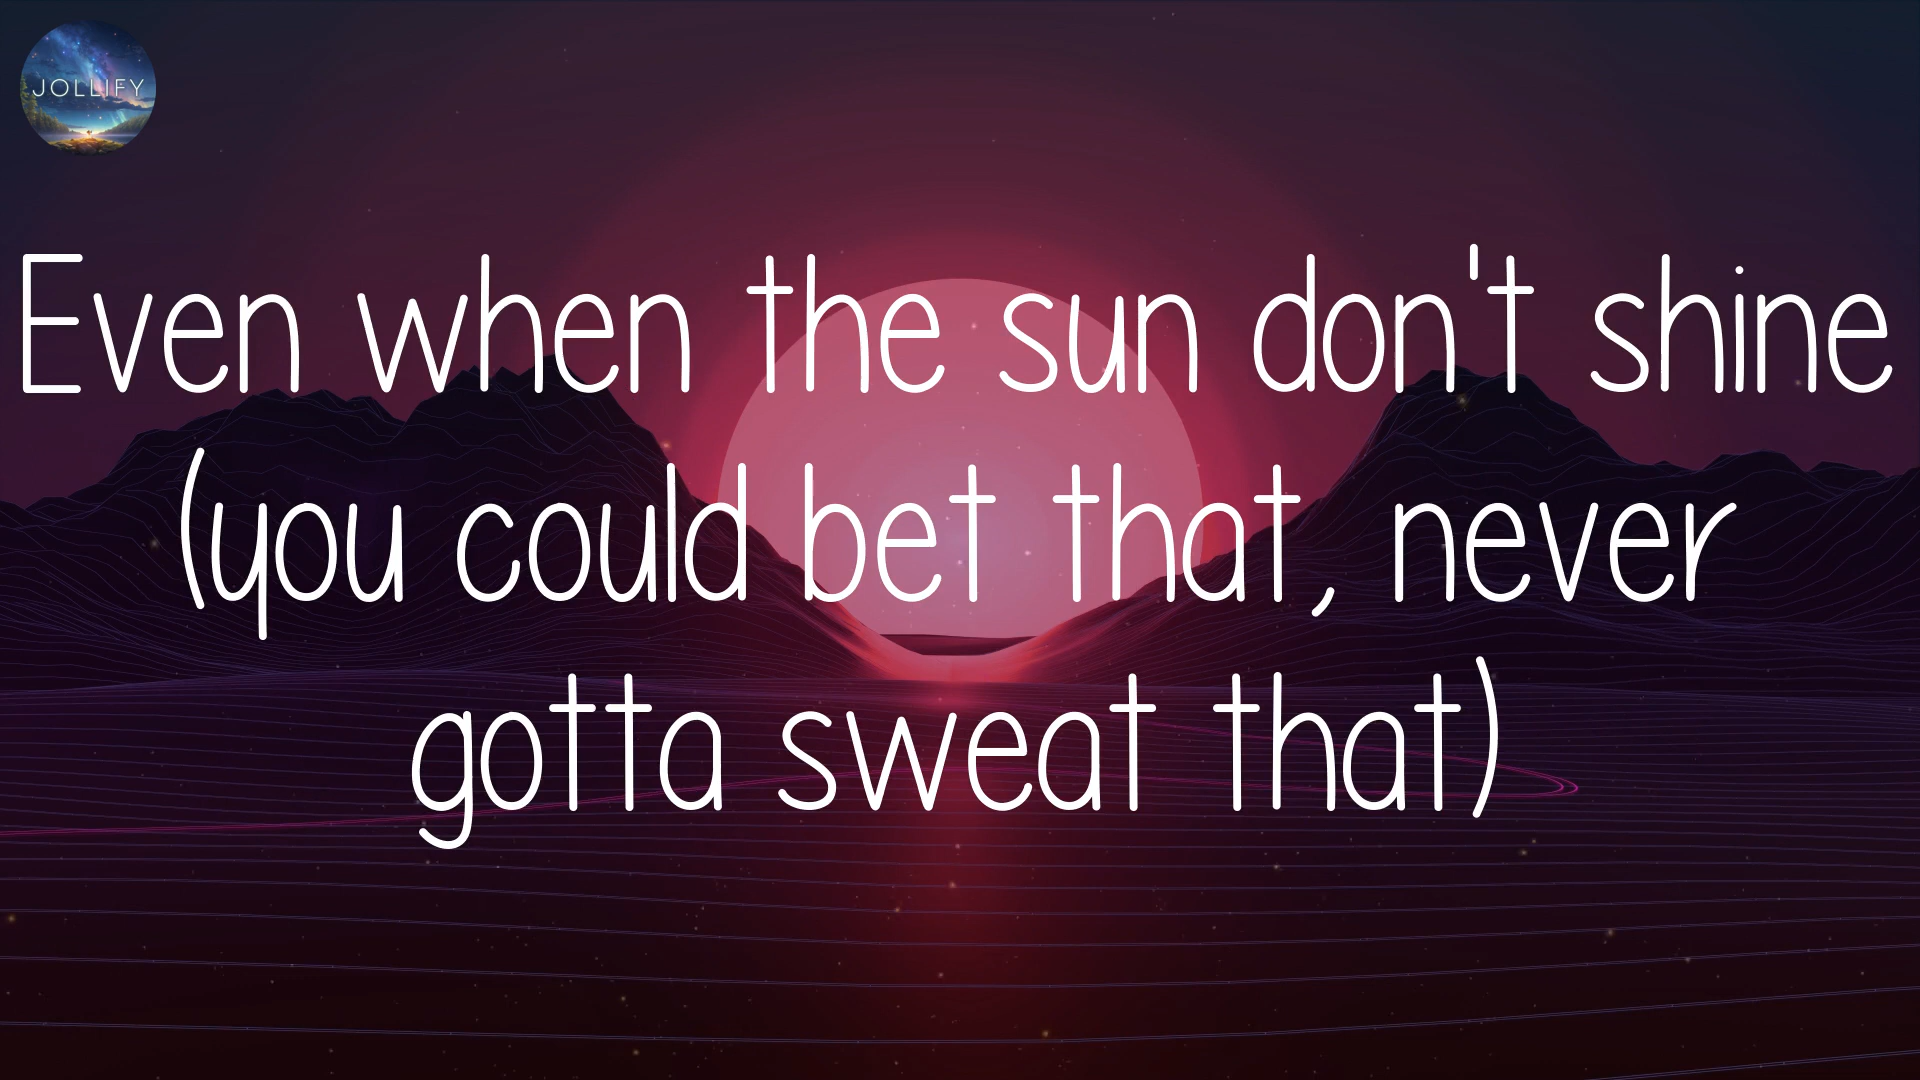 JOLLIFY
Even when the sun don't shine
(you could bet that, never
gotta sweat that)